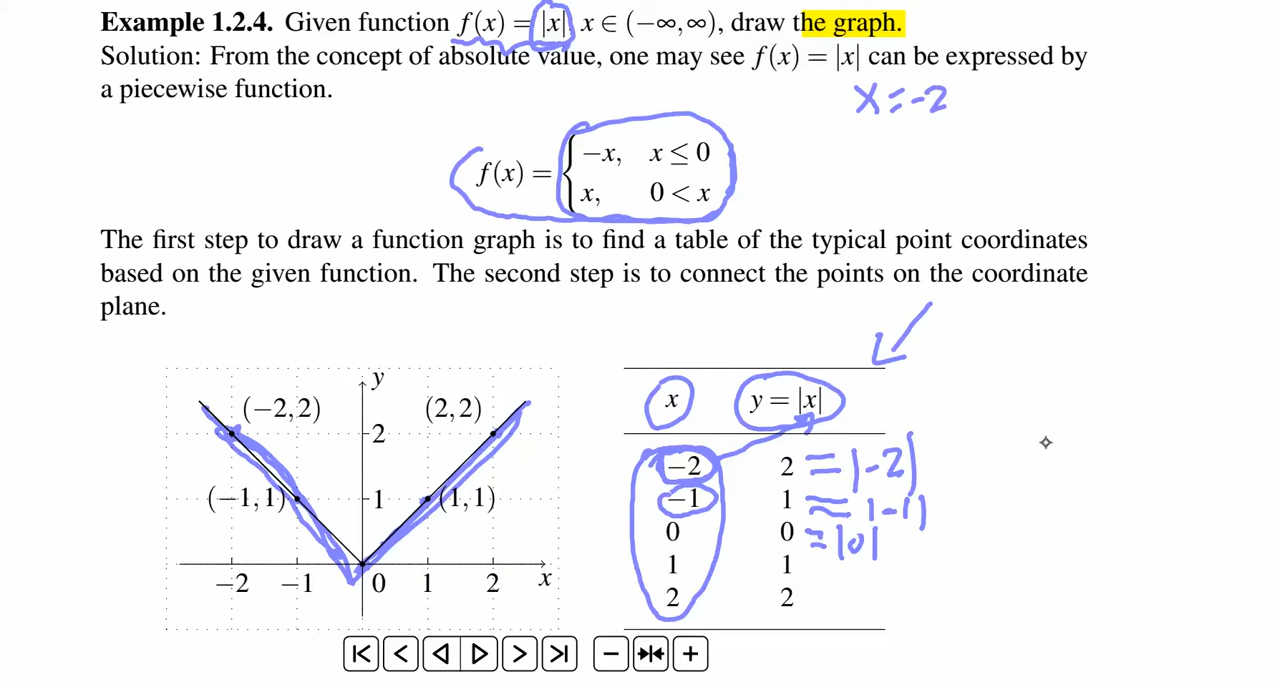 Example 1.2.4. Given function f(x) = |x| x ∈ (−∞,∞), draw the graph.
Solution: From the concept of absolute value, one may see f(x) = |x| can be expressed by
a piecewise function.
x = -2
f(x) = { −x, x ≤ 0
x, 0 < x
The first step to draw a function graph is to find a table of the typical point coordinates
based on the given function. The second step is to connect the points on the coordinate
plane.
y
(−2,2) (2,2)
2
(−1,1) 1 (1,1)
−2 −1 0 1 2 x
x y = |x|
−2 2 = |-2|
−1 1 = |-1|
0 0 = |0|
1 1
2 2